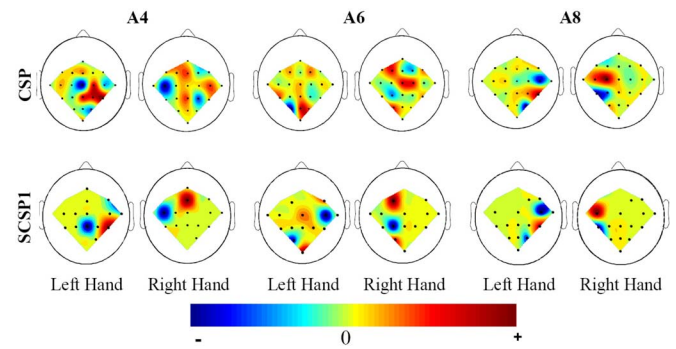 A4 A6 A8
CSP
SCSP1
Left Hand Right Hand Left Hand Right Hand Left Hand Right Hand
- 0 +